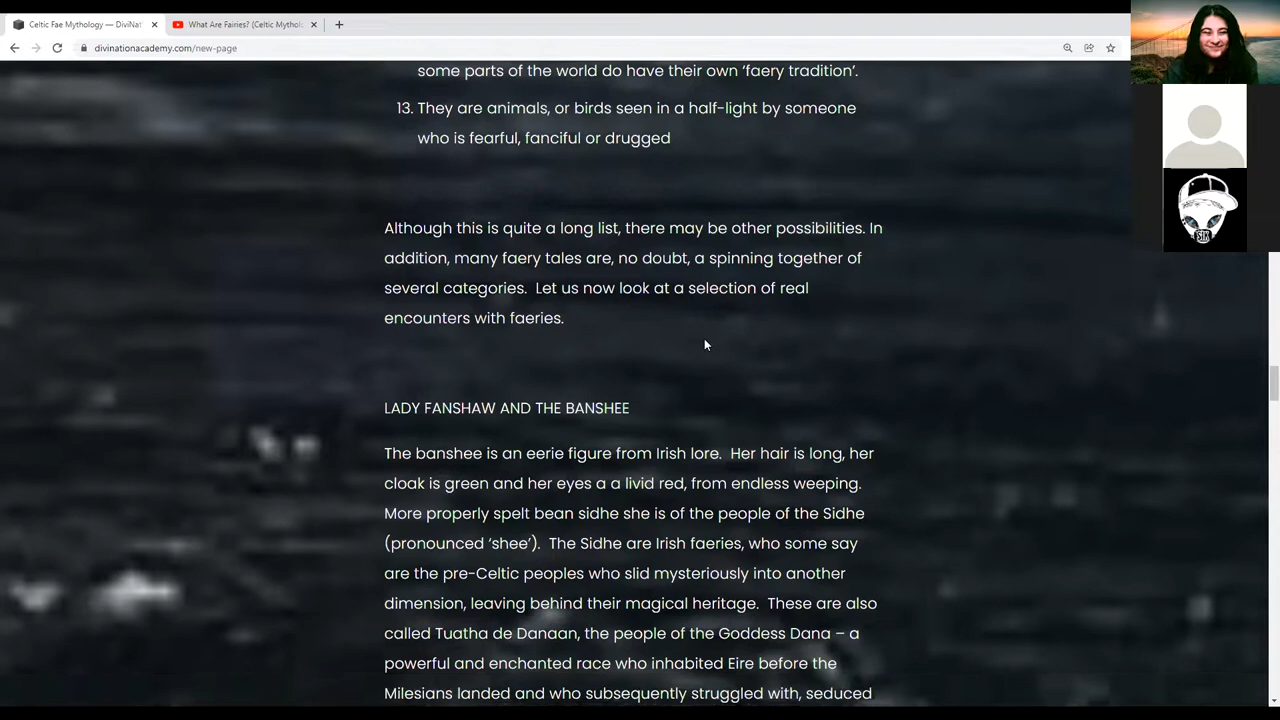 Celtic Fae Mythology — DiviNat
What Are Fairies? (Celtic Mytholo
divinationacademy.com/new-page
some parts of the world do have their own ‘faery tradition’.
13. They are animals, or birds seen in a half-light by someone
who is fearful, fanciful or drugged
Although this is quite a long list, there may be other possibilities. In
addition, many faery tales are, no doubt, a spinning together of
several categories.  Let us now look at a selection of real
encounters with faeries.
LADY FANSHAW AND THE BANSHEE
The banshee is an eerie figure from Irish lore.  Her hair is long, her
cloak is green and her eyes a a livid red, from endless weeping.
More properly spelt bean sidhe she is of the people of the Sidhe
(pronounced ‘shee’).  The Sidhe are Irish faeries, who some say
are the pre-Celtic peoples who slid mysteriously into another
dimension, leaving behind their magical heritage.  These are also
called Tuatha de Danaan, the people of the Goddess Dana – a
powerful and enchanted race who inhabited Eire before the
Milesians landed and who subsequently struggled with, seduced